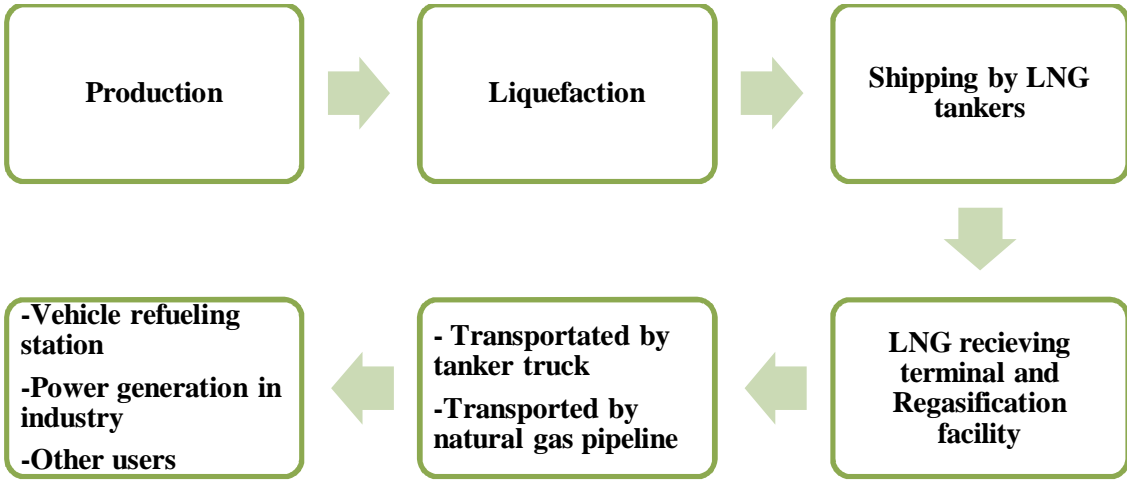 Production
Liquefaction
Shipping by LNG
tankers
LNG recieving
terminal and
Regasification
facility
- Transportated by
tanker truck
-Transported by
natural gas pipeline
-Vehicle refueling
station
-Power generation in
industry
-Other users